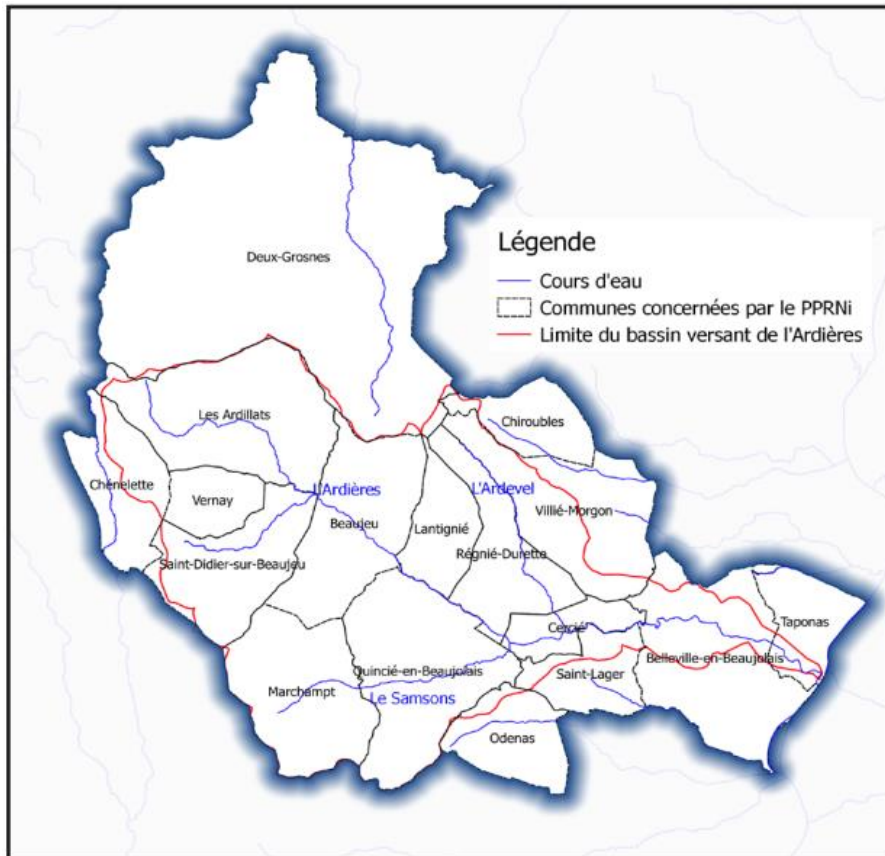 Deux-Grosnes
Légende
Cours d'eau
Communes concernées par le PPRNi
Limite du bassin versant de l'Ardières
Les Ardillats
Chiroubles
Chénelette
Vernay
L'Ardières
L'Ardevel
Beaujeu
Lantignié
Villié-Morgon
Régnié-Durette
Saint-Didier-sur-Beaujeu
Cercié
Taponas
Quincié-en-Beaujolais
Saint-Lager
Belleville-en-Beaujolais
Marchampt
Le Samsons
Odenas